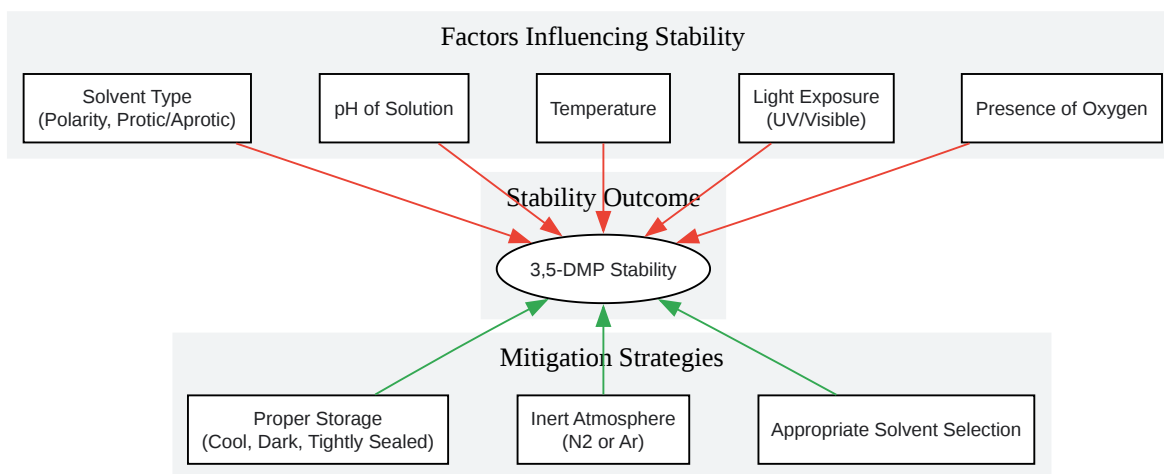 Factors Influencing Stability
Solvent Type
(Polarity, Protic/Aprotic)
pH of Solution
Temperature
Light Exposure
(UV/Visible)
Presence of Oxygen
Stability Outcome
3,5-DMP Stability
Mitigation Strategies
Proper Storage
(Cool, Dark, Tightly Sealed)
Inert Atmosphere
(N2 or Ar)
Appropriate Solvent Selection